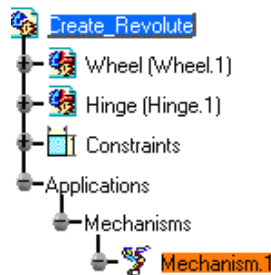 Create_Revolute
Wheel (Wheel.1)
Hinge (Hinge.1)
Constraints
Applications
Mechanisms
Mechanism.1